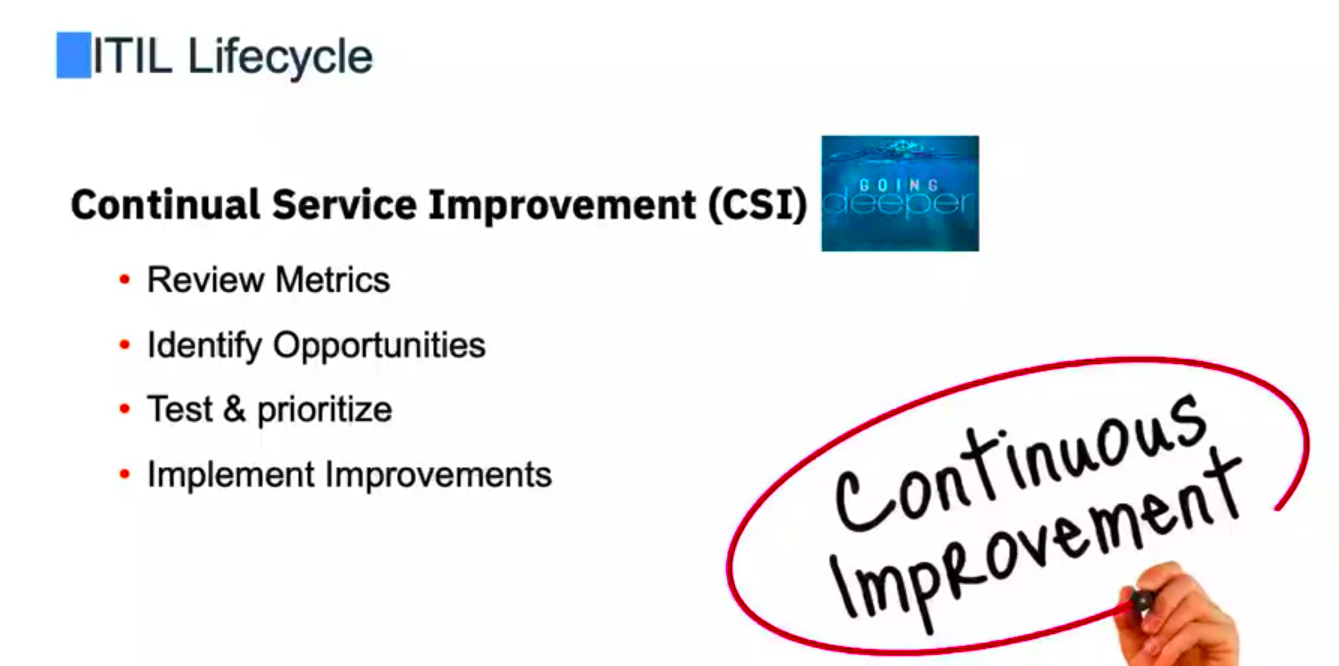 ITIL Lifecycle
Continual Service Improvement (CSI)
GOING
deeper
• Review Metrics
• Identify Opportunities
• Test & prioritize
• Implement Improvements
Continuous
Improvement